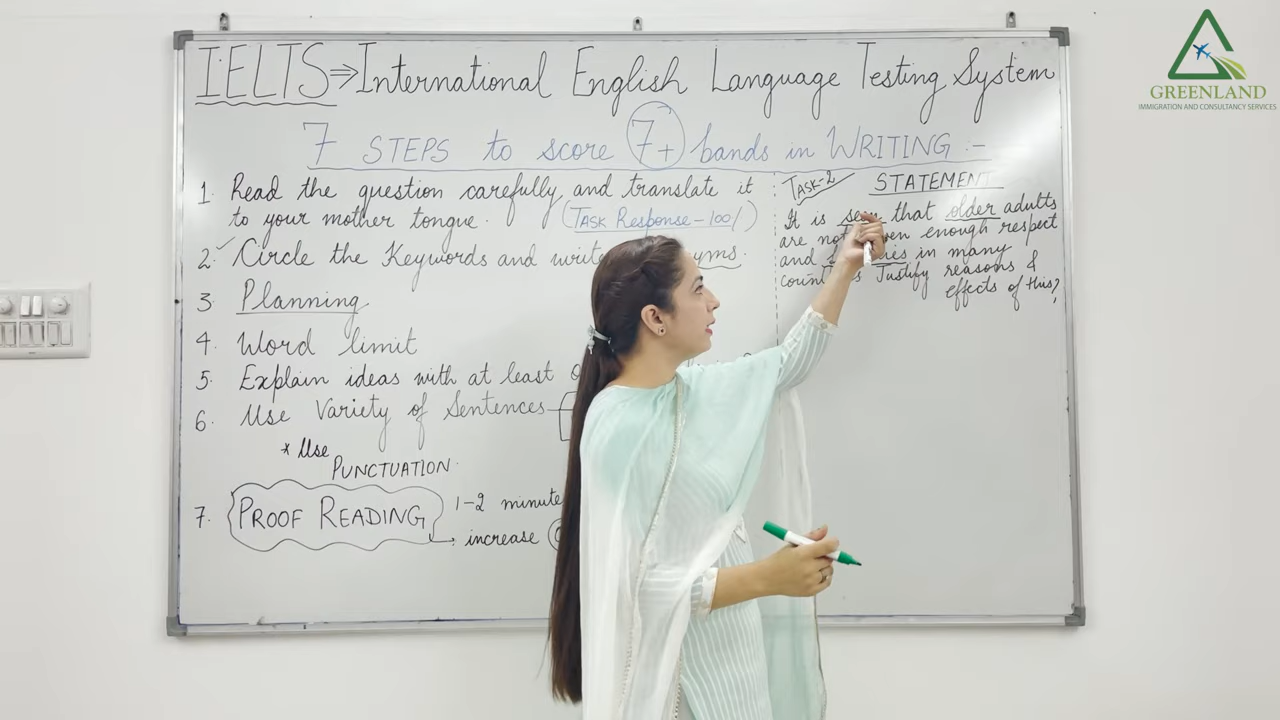 IELTS ⇒ International English Language Testing System
7 STEPS to score 7+ bands in WRITING :-
1. Read the question carefully and translate it
to your mother tongue. (TASK Response - 100/)
2. Circle the Keywords and write
3. Planning
4. Word limit
5. Explain ideas with at least
6. Use Variety of Sentences
* Use
PUNCTUATION.
7. PROOF READING 1-2 minute
increase
TASK-2 STATEMENT
It is that older adults
are not enough respect
and in many
Justify reasons &
effects of this?
GREENLAND
IMMIGRATION AND CONSULTANCY SERVICES